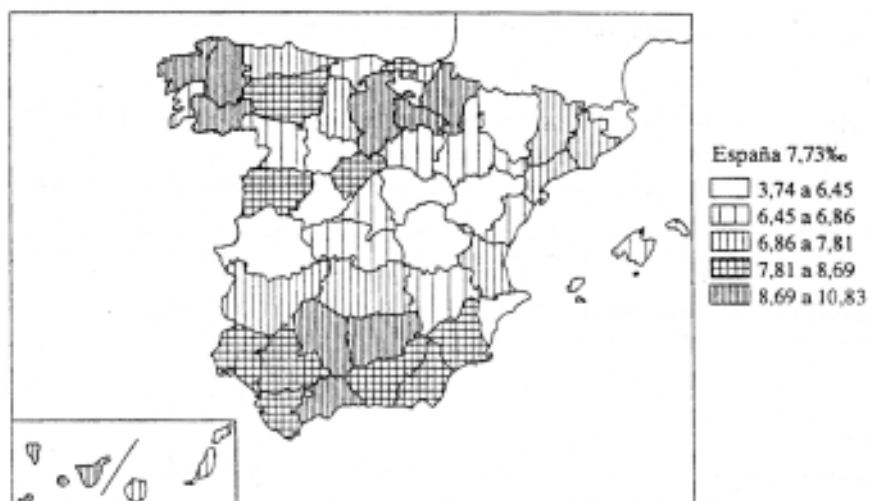 España 7,73‰
3,74 a 6,45
6,45 a 6,86
6,86 a 7,81
7,81 a 8,69
8,69 a 10,83